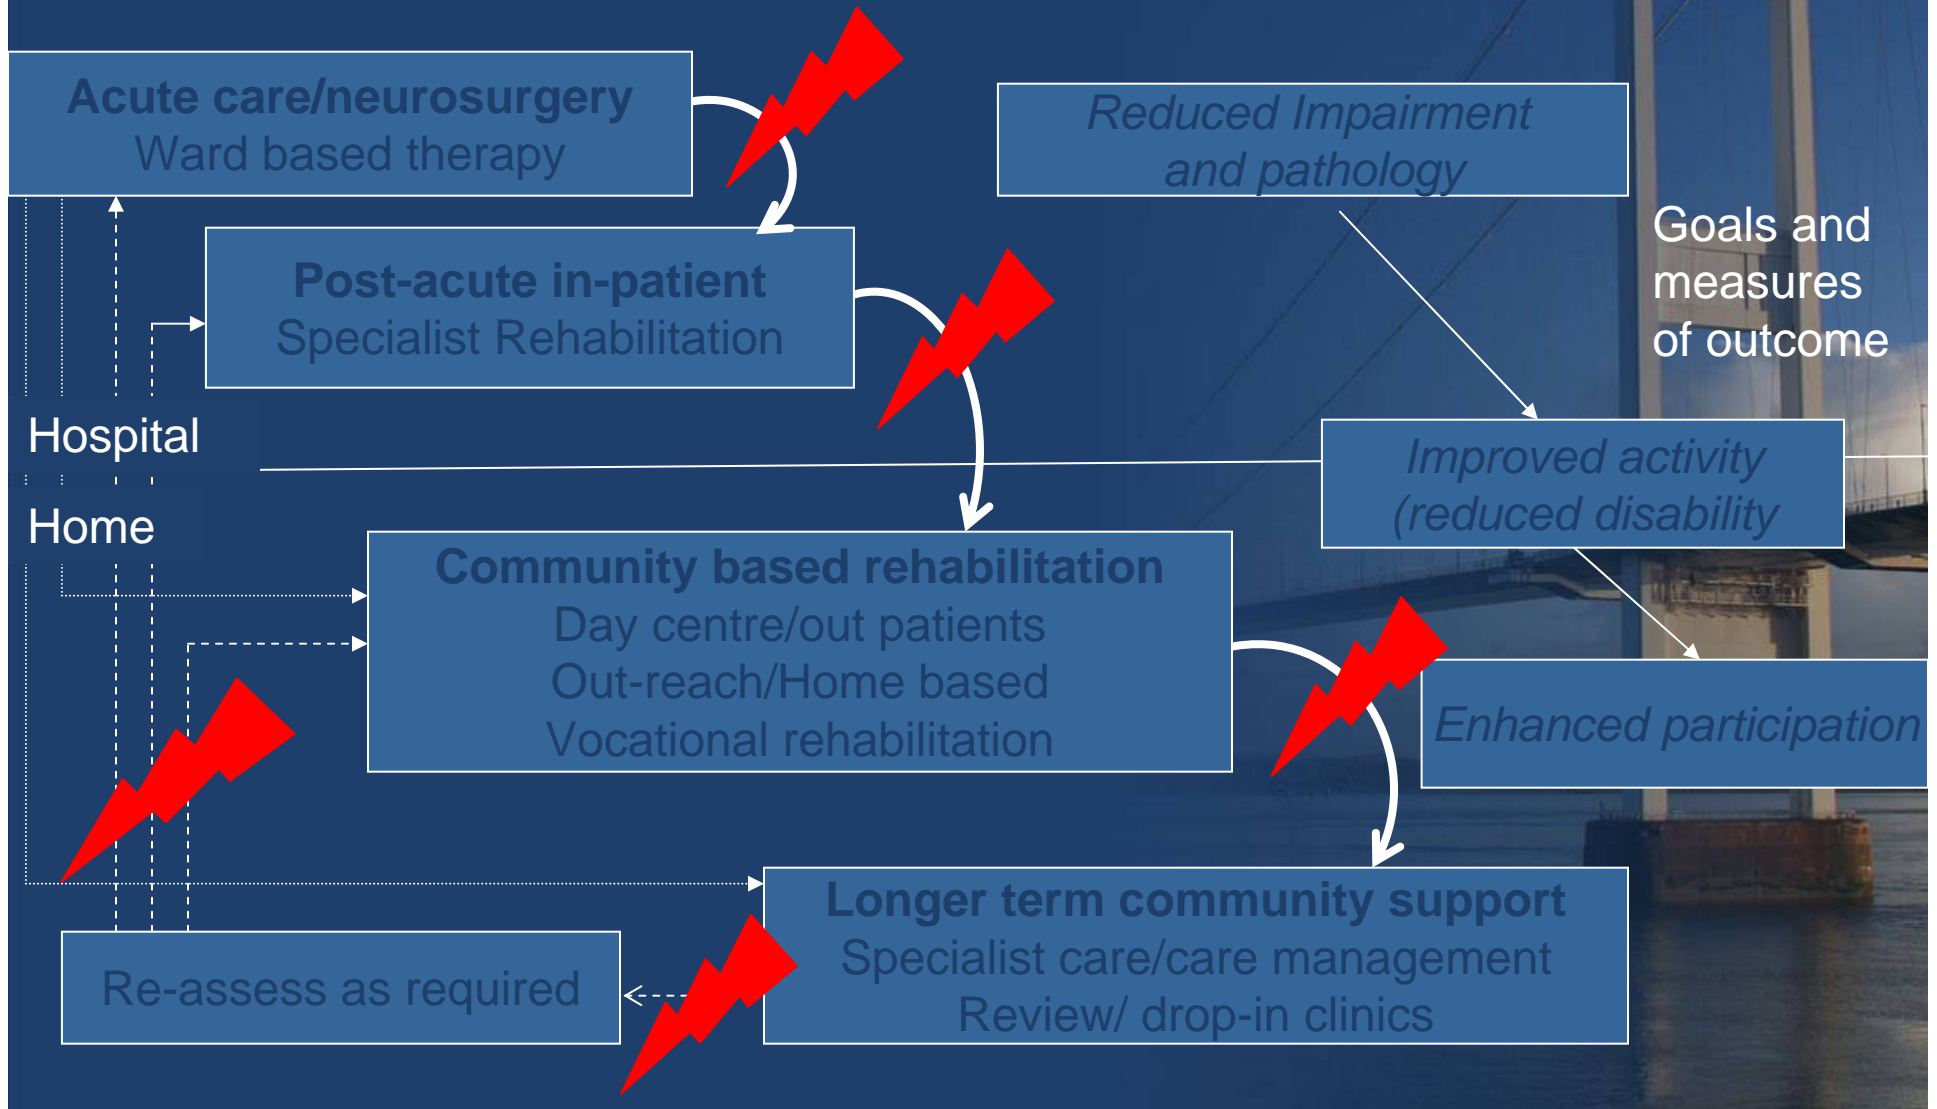 Acute care/neurosurgery
Ward based therapy
Reduced Impairment
and pathology
Goals and
measures
of outcome
Post-acute in-patient
Specialist Rehabilitation
Hospital
Improved activity
(reduced disability
Home
Community based rehabilitation
Day centre/out patients
Out-reach/Home based
Vocational rehabilitation
Enhanced participation
Longer term community support
Specialist care/care management
Review/ drop-in clinics
Re-assess as required